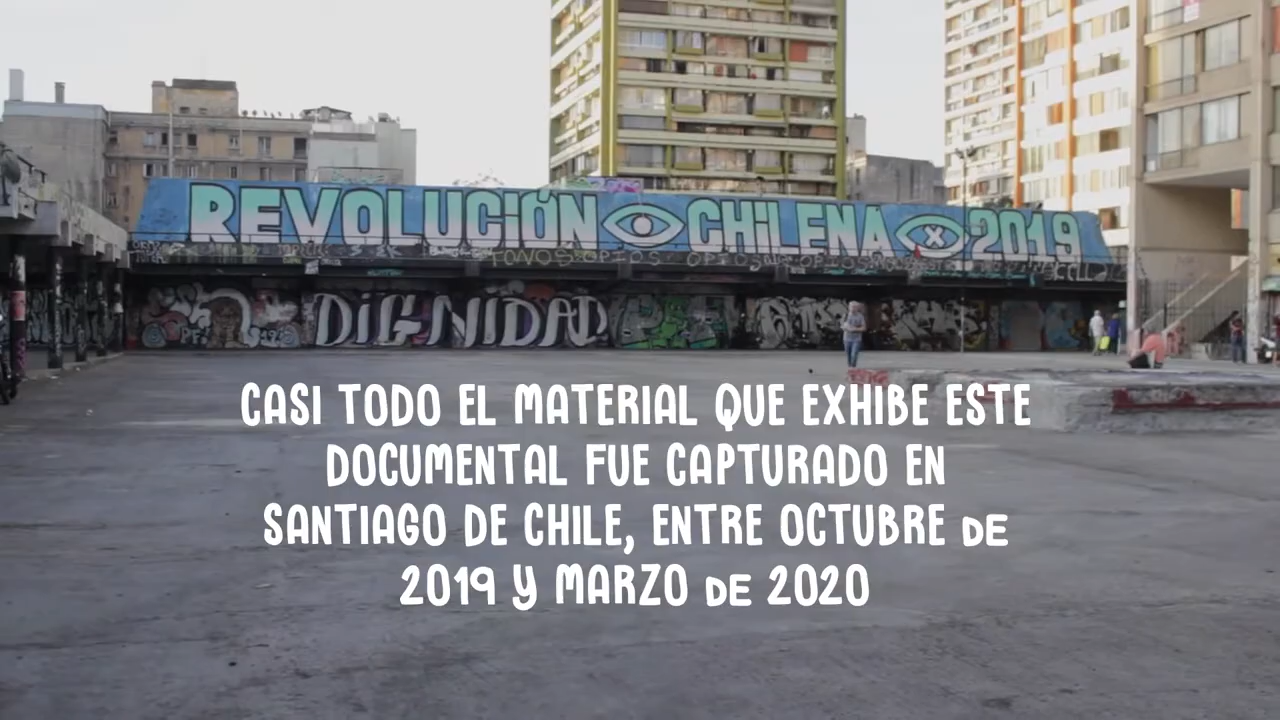 REVOLUCIÓN CHILENA 2019
DIGNIDAD
CASI TODO EL MATERIAL QUE EXHIBE ESTE
DOCUMENTAL FUE CAPTURADO EN
SANTIAGO DE CHILE, ENTRE OCTUBRE DE
2019 Y MARZO DE 2020